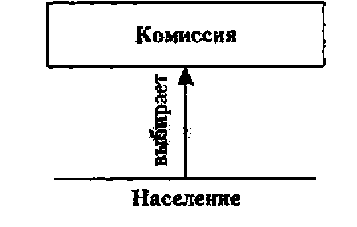 Комиссия
выбирает
Население